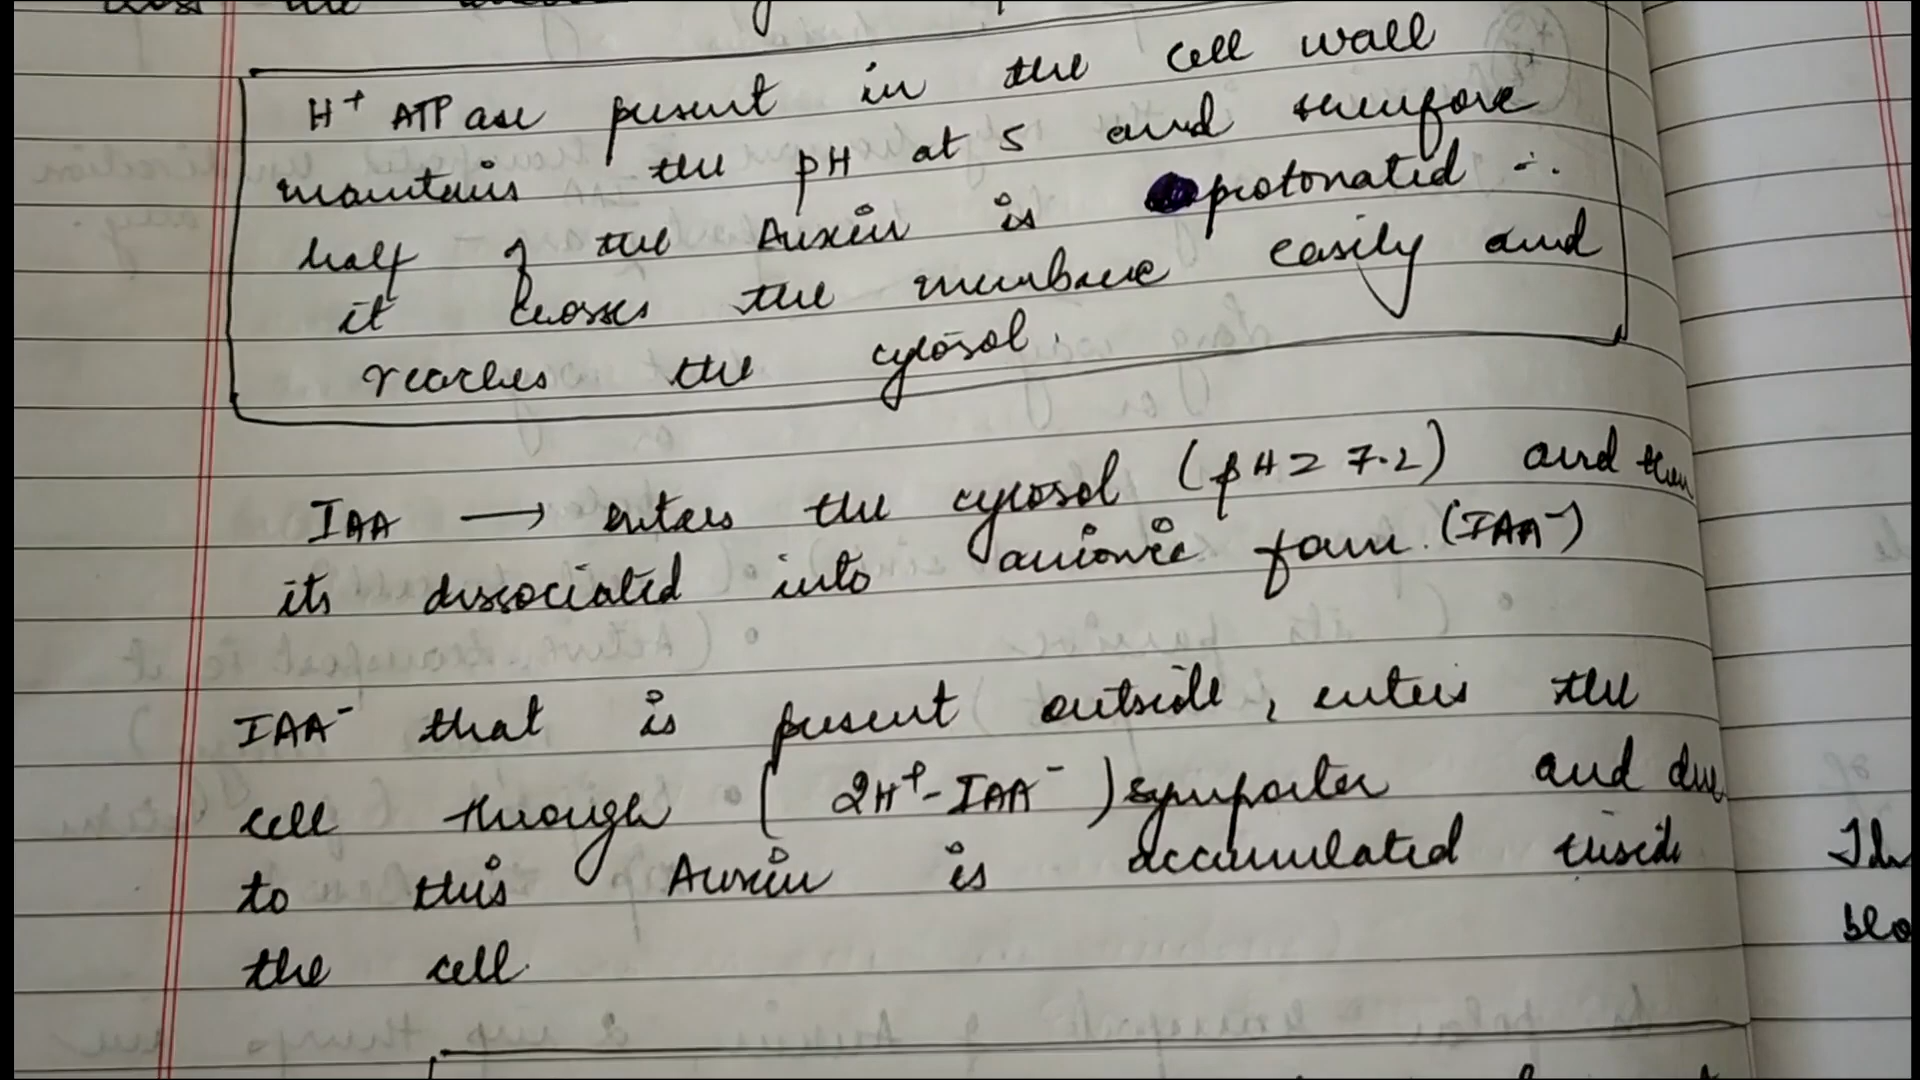 H+ ATPase present in the cell wall
maintains the pH at 5 and therefore
half of the Auxin is protonated ∴
it crosses the membrane easily and
reaches the cytosol.
IAA → enters the cytosol (pH = 7.2) and then
its dissociated into anionic form. (IAA-)
IAA- that is present outside, enters the
cell through (2H+-IAA-) symporter and due
to this Auxin is accumulated inside
the cell.